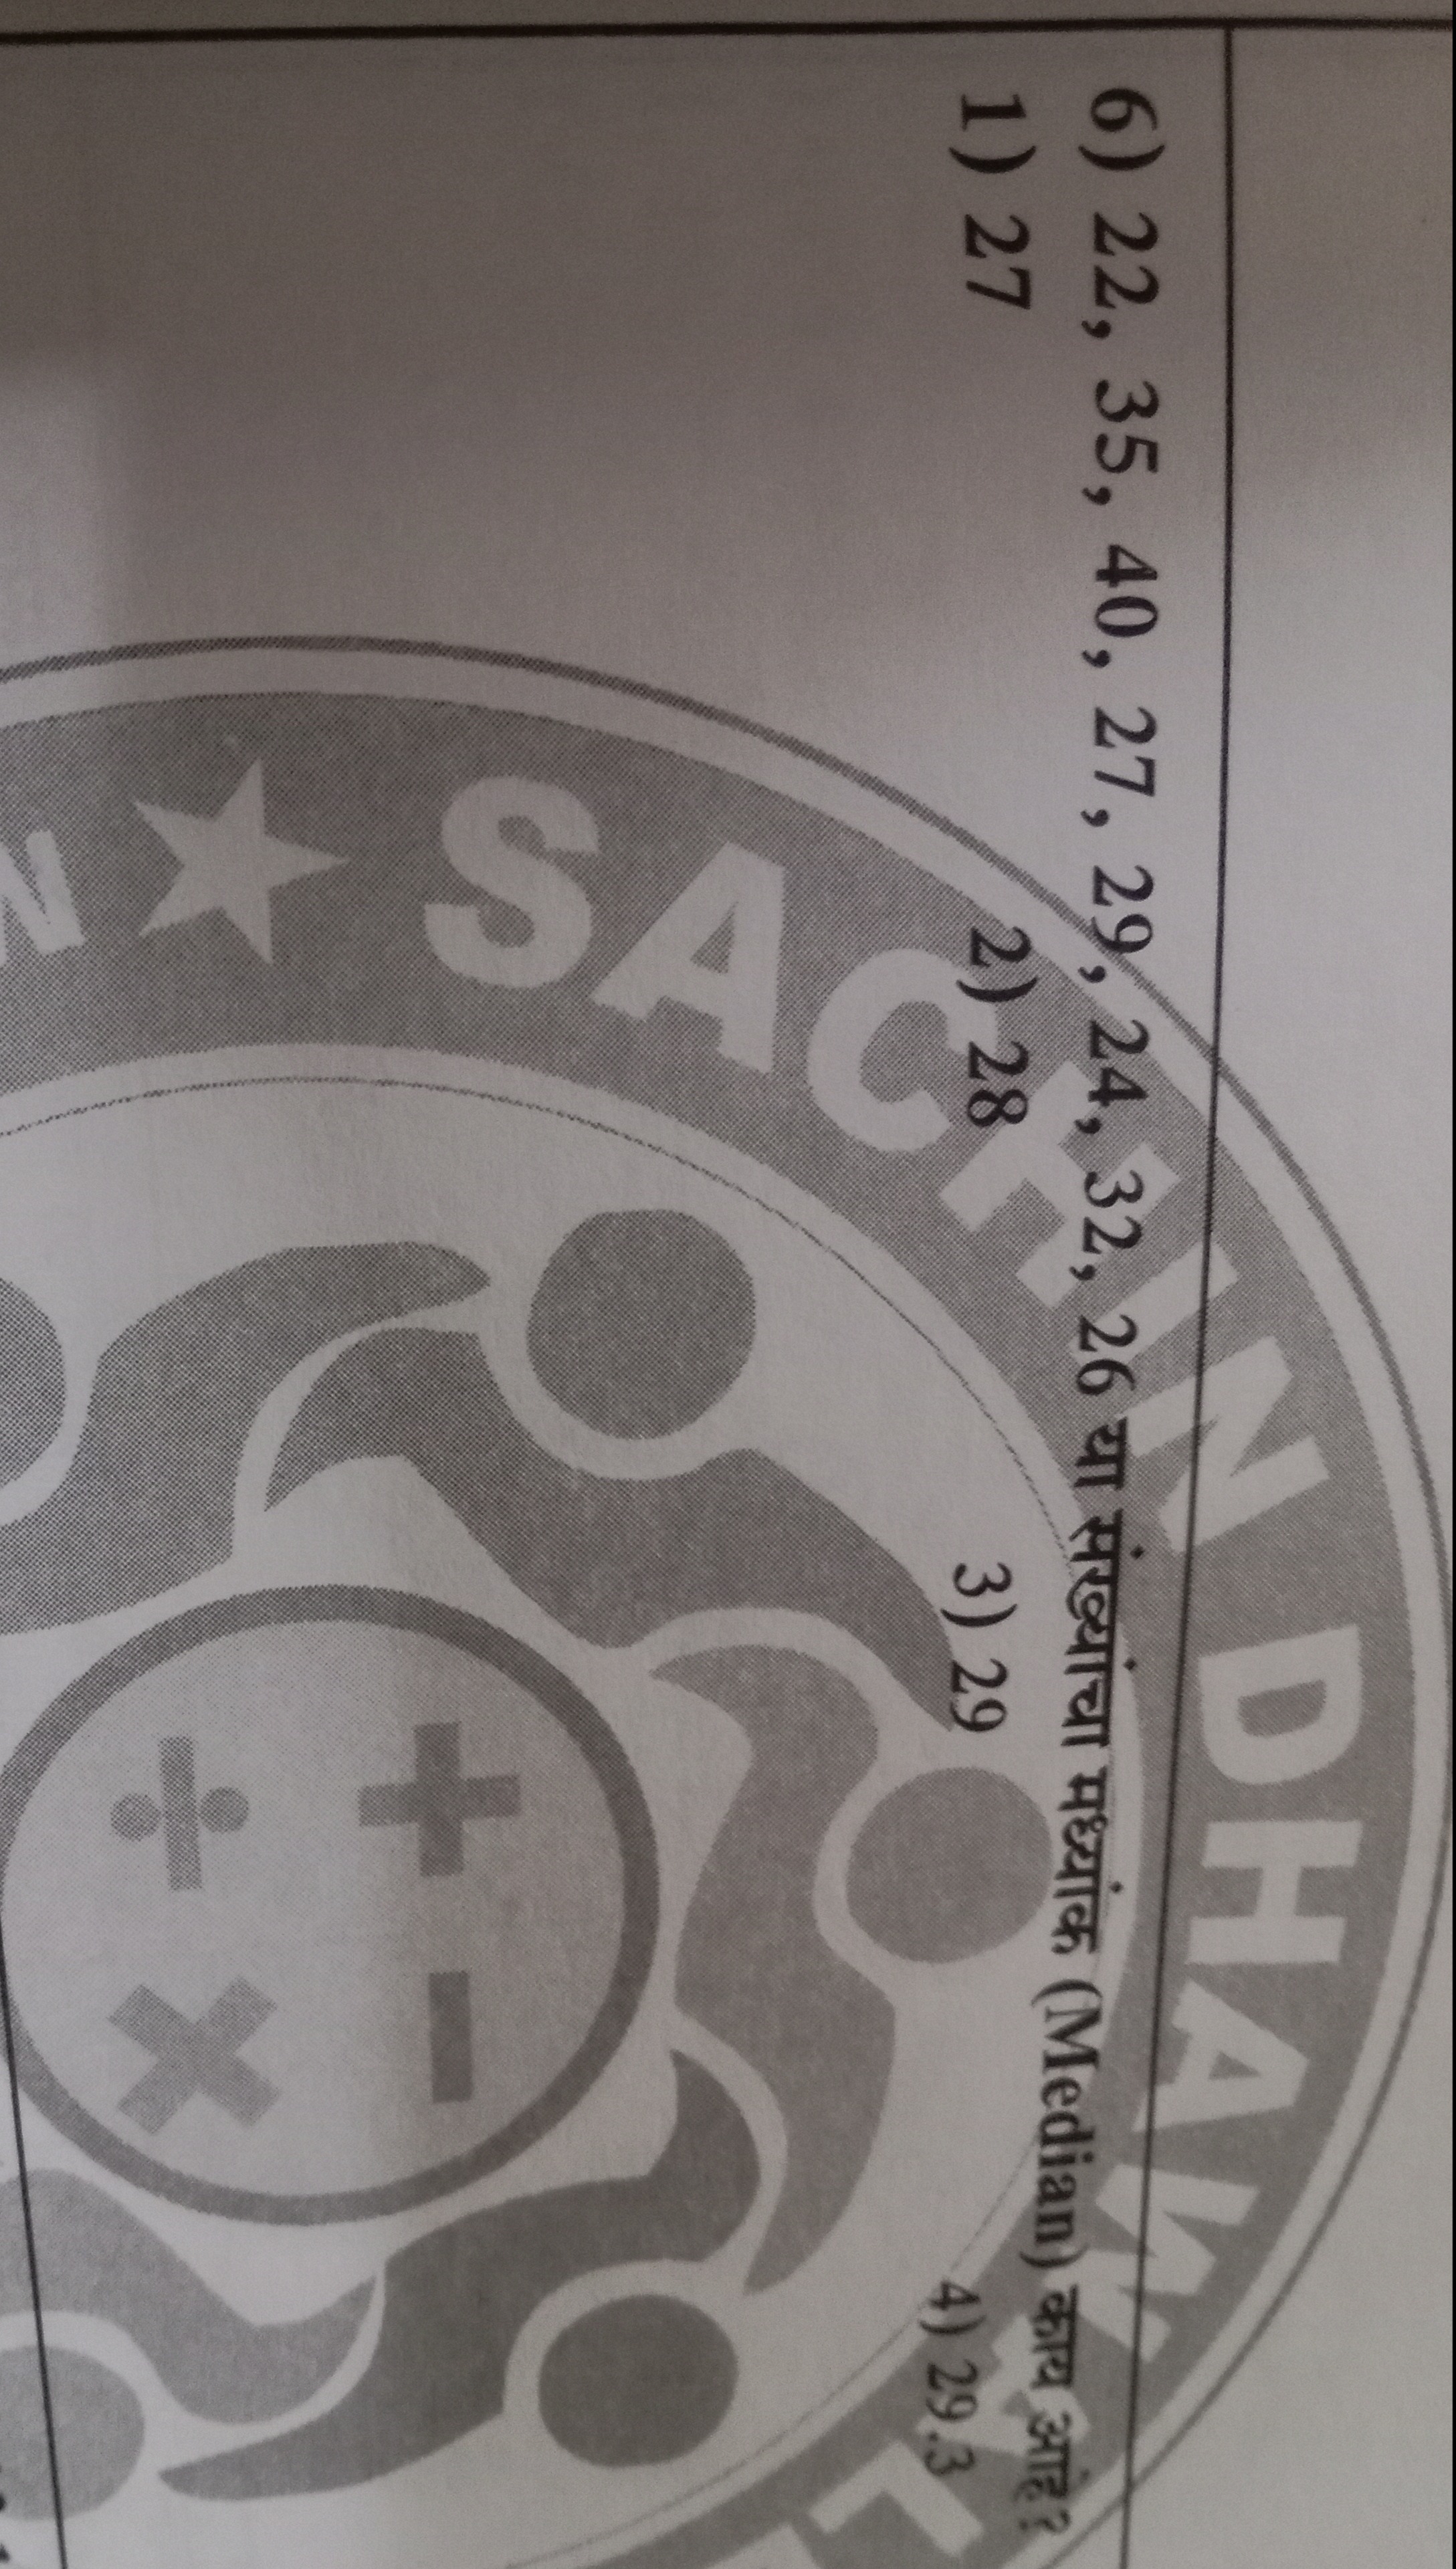 6) 22, 35, 40, 27, 29, 24, 32, 26 या संख्यांचा मध्यांक (Median) काय आहे?
1) 27 2) 28 3) 29 4) 29.3
SACHIN DHAW